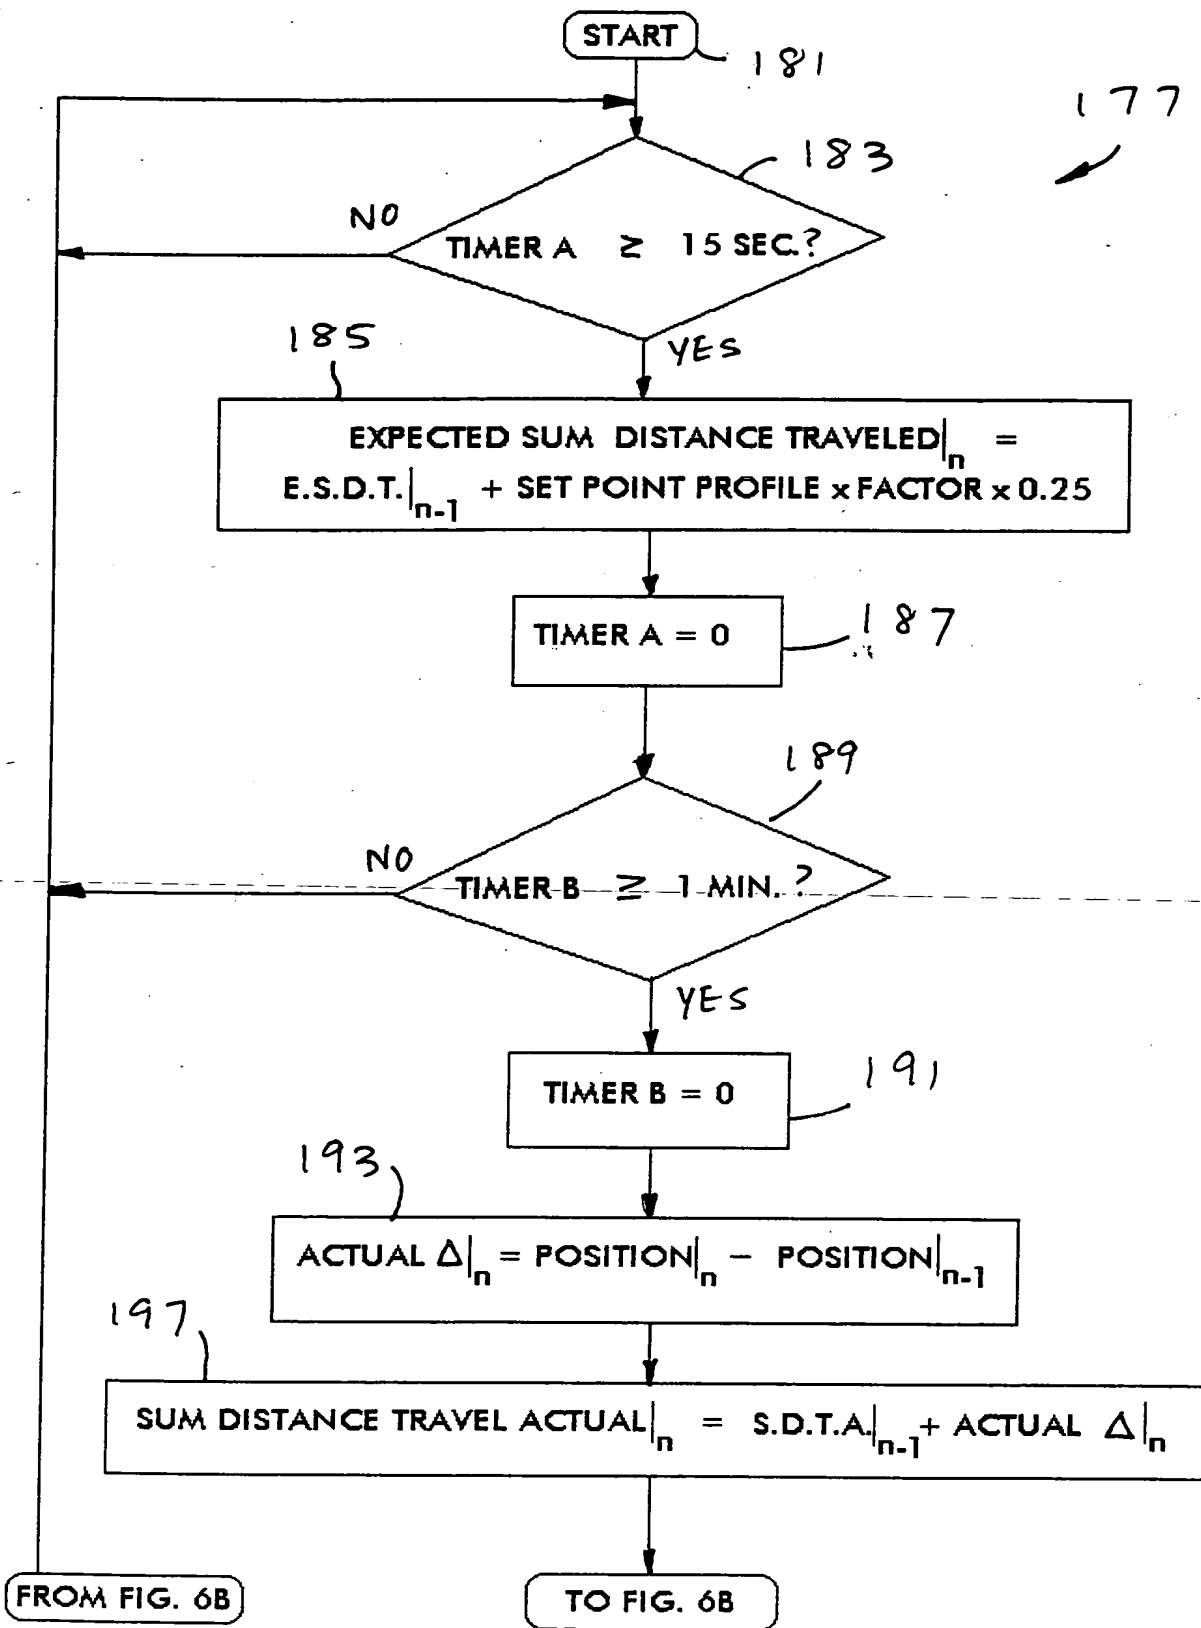 START
181
177
183
NO
TIMER A ≥ 15 SEC.?
YES
185
EXPECTED SUM DISTANCE TRAVELED|n =
E.S.D.T.|n-1 + SET POINT PROFILE x FACTOR x 0.25
TIMER A = 0
187
189
NO
TIMER B ≥ 1 MIN. ?
YES
TIMER B = 0
191
193
ACTUAL Δ|n = POSITION|n − POSITION|n-1
197
SUM DISTANCE TRAVEL ACTUAL|n = S.D.T.A.|n-1 + ACTUAL Δ|n
FROM FIG. 6B
TO FIG. 6B